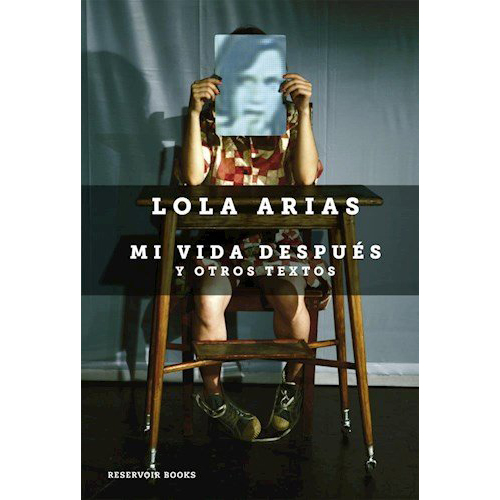 LOLA ARIAS
MI VIDA DESPUÉS
Y OTROS TEXTOS
RESERVOIR BOOKS